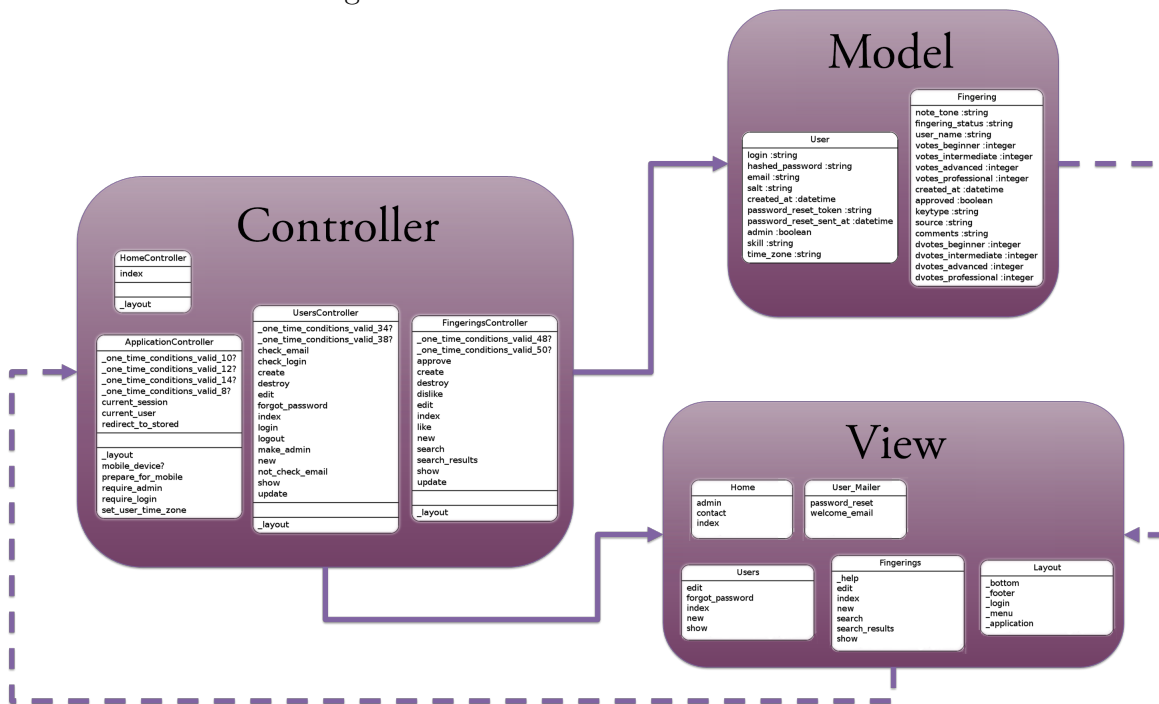 Model
Fingering
note_tone :string
fingering_status :string
user_name :string
votes_beginner :integer
votes_intermediate :integer
votes_advanced :integer
votes_professional :integer
created_at :datetime
approved :boolean
keytype :string
source :string
comments :string
dvotes_beginner :integer
dvotes_intermediate :integer
dvotes_advanced :integer
dvotes_professional :integer
User
login :string
hashed_password :string
email :string
salt :string
created_at :datetime
password_reset_token :string
password_reset_sent_at :datetime
admin :boolean
skill :string
time_zone :string
Controller
HomeController
index
_layout
ApplicationController
_one_time_conditions_valid_10?
_one_time_conditions_valid_12?
_one_time_conditions_valid_14?
_one_time_conditions_valid_8?
current_session
current_user
redirect_to_stored
_layout
mobile_device?
prepare_for_mobile
require_admin
require_login
set_user_time_zone
UsersController
_one_time_conditions_valid_34?
_one_time_conditions_valid_38?
check_email
check_login
create
destroy
edit
forgot_password
index
login
logout
make_admin
new
not_check_email
show
update
_layout
FingeringsController
_one_time_conditions_valid_48?
_one_time_conditions_valid_50?
approve
create
destroy
dislike
edit
index
like
new
search
search_results
show
update
_layout
View
Home
admin
contact
index
User_Mailer
password_reset
welcome_email
Users
edit
forgot_password
index
new
show
Fingerings
_help
edit
index
new
search
search_results
show
Layout
_bottom
_footer
_login
_menu
_application